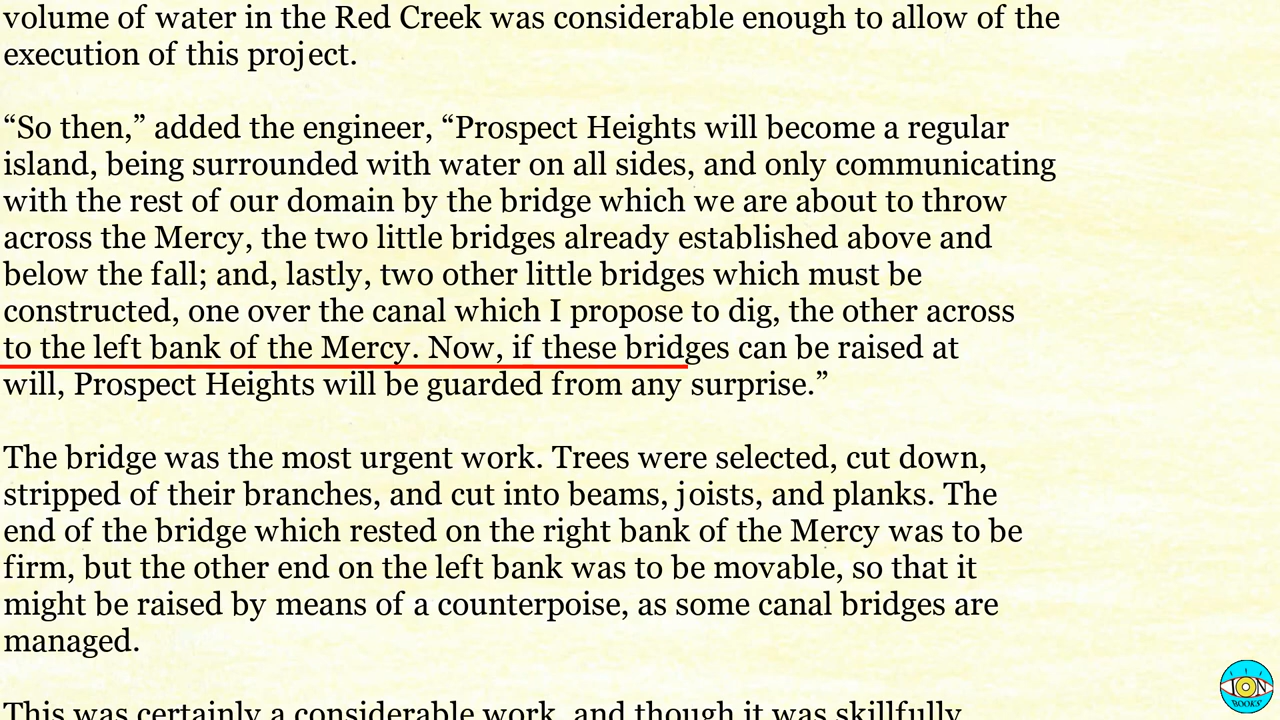 volume of water in the Red Creek was considerable enough to allow of the
execution of this project.
“So then,” added the engineer, “Prospect Heights will become a regular
island, being surrounded with water on all sides, and only communicating
with the rest of our domain by the bridge which we are about to throw
across the Mercy, the two little bridges already established above and
below the fall; and, lastly, two other little bridges which must be
constructed, one over the canal which I propose to dig, the other across
to the left bank of the Mercy. Now, if these bridges can be raised at
will, Prospect Heights will be guarded from any surprise.”
The bridge was the most urgent work. Trees were selected, cut down,
stripped of their branches, and cut into beams, joists, and planks. The
end of the bridge which rested on the right bank of the Mercy was to be
firm, but the other end on the left bank was to be movable, so that it
might be raised by means of a counterpoise, as some canal bridges are
managed.
This was certainly a considerable work, and though it was skillfully
ION
BOOKS